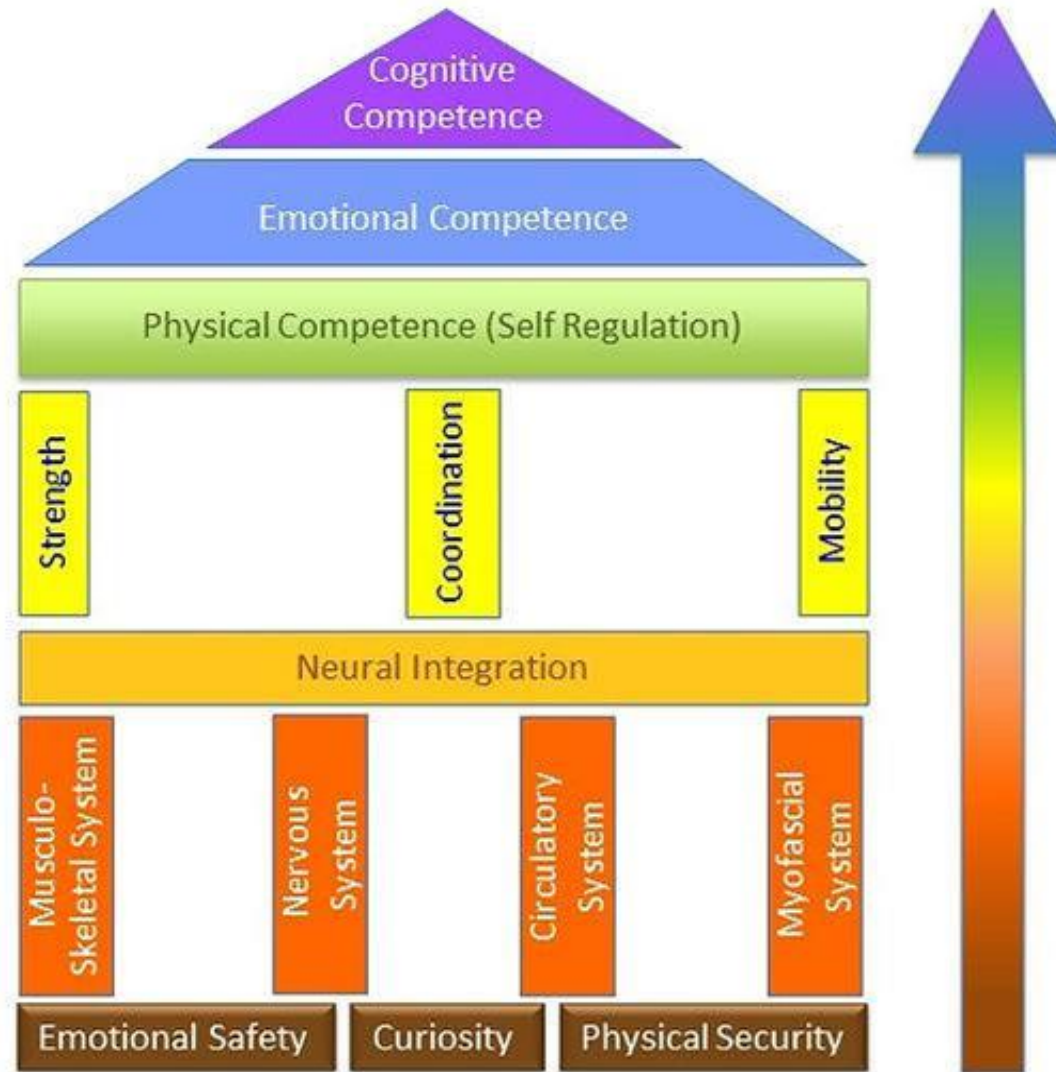 Cognitive
Competence
Emotional Competence
Physical Competence (Self Regulation)
Strength
Coordination
Mobility
Neural Integration
Musculo-
Skeletal System
Nervous
System
Circulatory
System
Myofascial
System
Emotional Safety
Curiosity
Physical Security